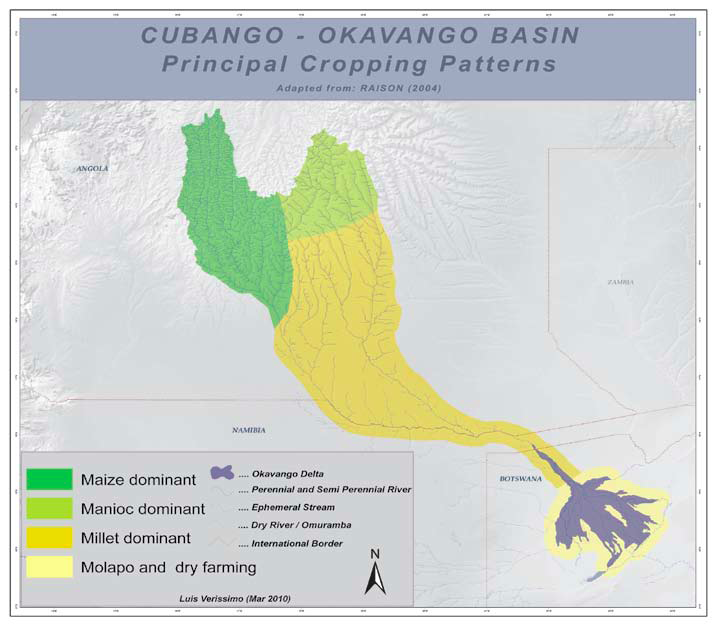 CUBANGO - OKAVANGO BASIN
Principal Cropping Patterns
Adapted from: RAISON (2004)
ANGOLA
ZAMBIA
NAMIBIA
BOTSWANA
Maize dominant
Manioc dominant
Millet dominant
Molapo and dry farming
.... Okavango Delta
.... Perennial and Semi Perennial River
.... Ephemeral Stream
.... Dry River / Omuramba
.... International Border
N
Luis Verissimo (Mar 2010)